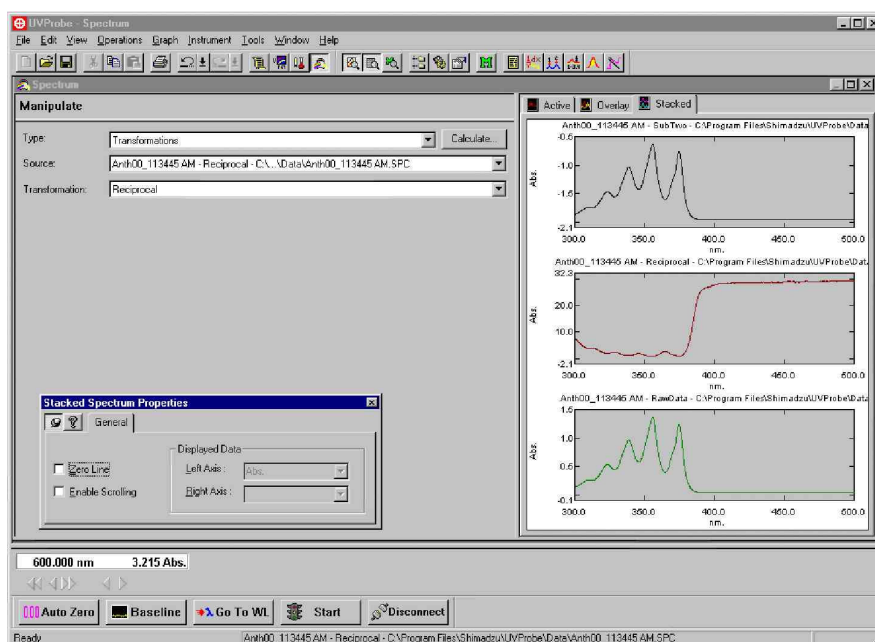 UVProbe - Spectrum
File Edit View Operations Graph Instrument Tools Window Help
Spectrum
Manipulate
Type: Transformations Calculate...
Source: Anth00_113445 AM - Reciprocal - C:\...\Data\Anth00_113445 AM.SPC
Transformation: Reciprocal
Active Overlay Stacked
Anth00_113445 AM - SubTwo - C:\Program Files\Shimadzu\UVProbe\Data
-0.6
-1.0
-1.5
-2.1
Abs.
300.0 350.0 400.0 450.0 500.0
nm.
Anth00_113445 AM - Reciprocal - C:\Program Files\Shimadzu\UVProbe\Data
32.3
20.0
10.0
-2.1
Abs.
300.0 350.0 400.0 450.0 500.0
nm.
Anth00_113445 AM - RawData - C:\Program Files\Shimadzu\UVProbe\Data
1.5
1.0
0.5
-0.1
Abs.
300.0 350.0 400.0 450.0 500.0
nm.
Stacked Spectrum Properties
General
Zero Line
Enable Scrolling
Displayed Data
Left Axis : Abs.
Right Axis :
600.000 nm 3.215 Abs.
Auto Zero Baseline Go To WL Start Disconnect
Ready Anth00_113445 AM - Reciprocal - C:\Program Files\Shimadzu\UVProbe\Data\Anth00_113445 AM.SPC